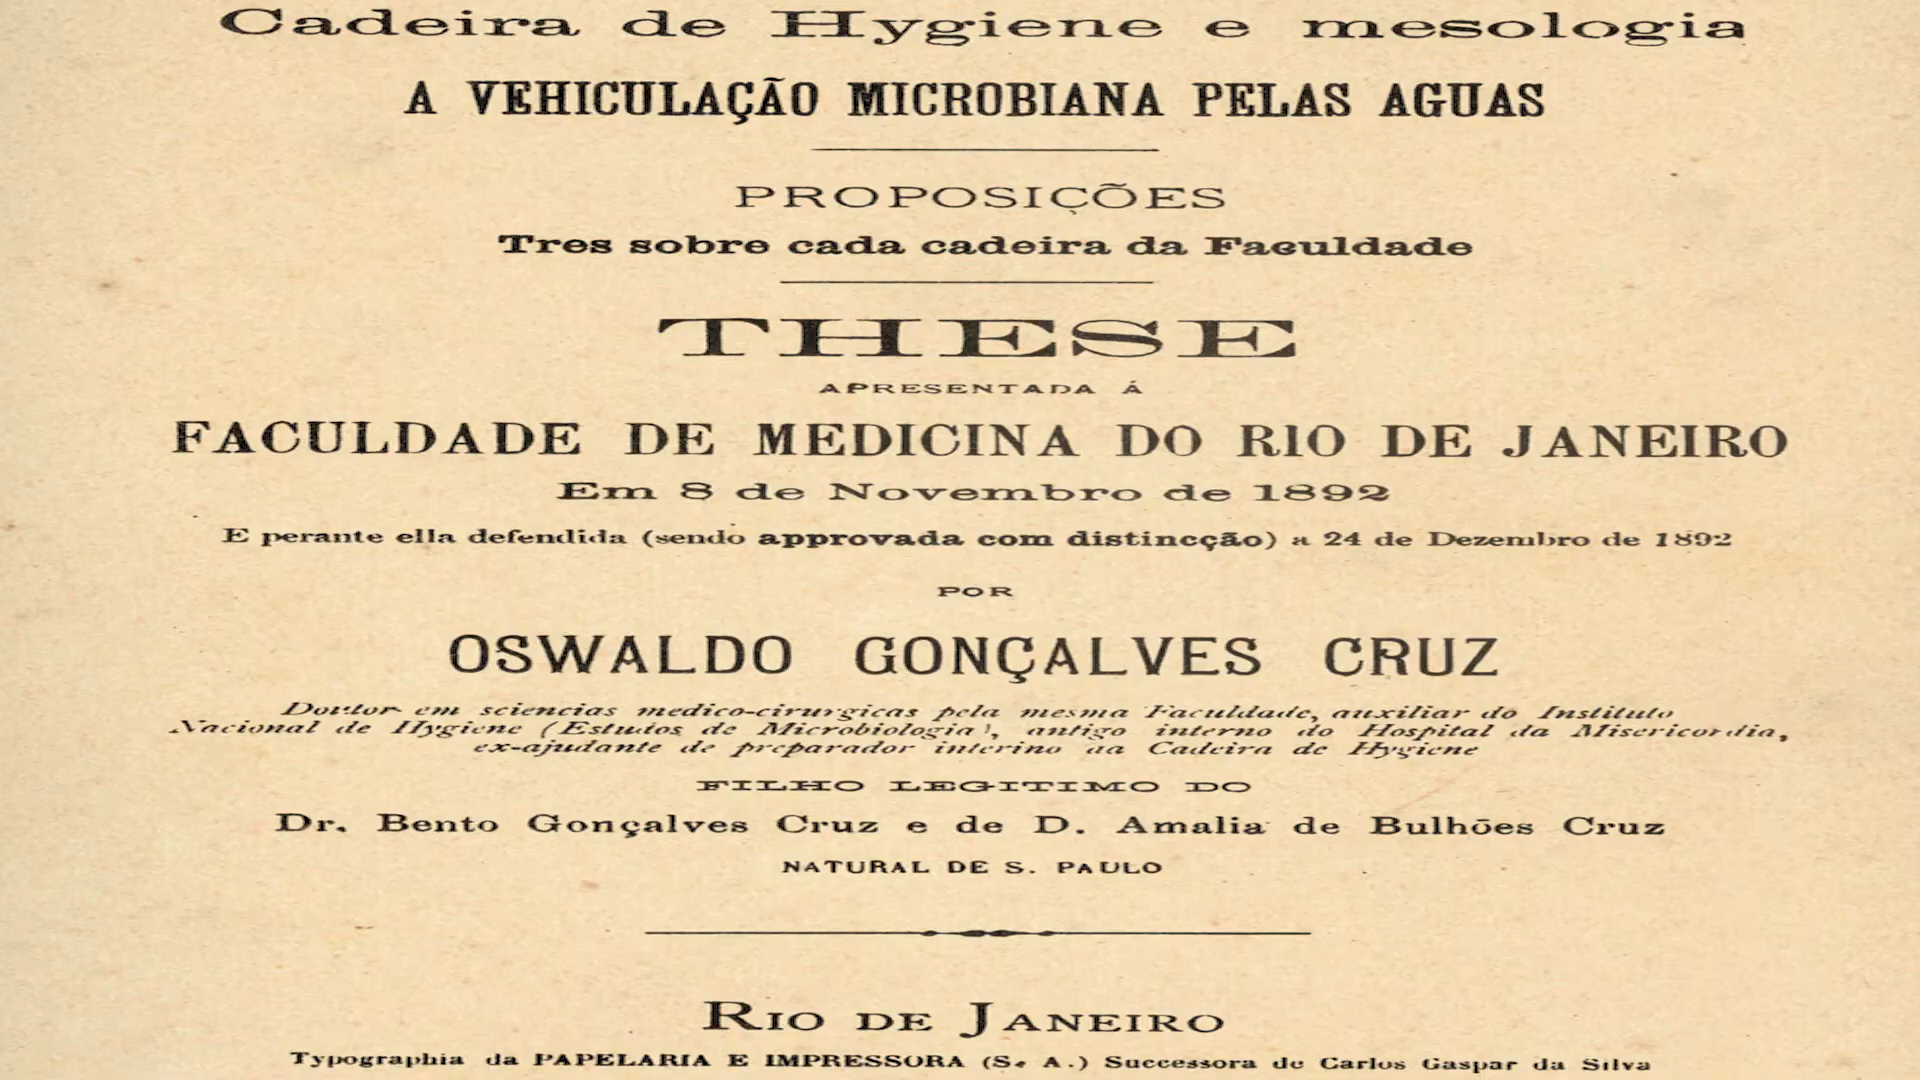 Cadeira de Hygiene e mesologia
A VEHICULAÇÃO MICROBIANA PELAS AGUAS
PROPOSIÇÕES
Tres sobre cada cadeira da Faculdade
THESE
APRESENTADA Á
FACULDADE DE MEDICINA DO RIO DE JANEIRO
Em 8 de Novembro de 1892
E perante ella defendida (sendo approvada com distincção) a 24 de Dezembro de 1892
POR
OSWALDO GONÇALVES CRUZ
Doutor em sciencias medico-cirurgicas pela mesma Faculdade, auxiliar do Instituto
Nacional de Hygiene (Estudos de Microbiologia), antigo interno do Hospital da Misericordia,
ex-ajudante de preparador interino da Cadeira de Hygiene
FILHO LEGITIMO DO
Dr. Bento Gonçalves Cruz e de D. Amalia de Bulhões Cruz
NATURAL DE S. PAULO
RIO DE JANEIRO
Typographia da PAPELARIA E IMPRESSORA (S. A.) Successora de Carlos Gaspar da Silva